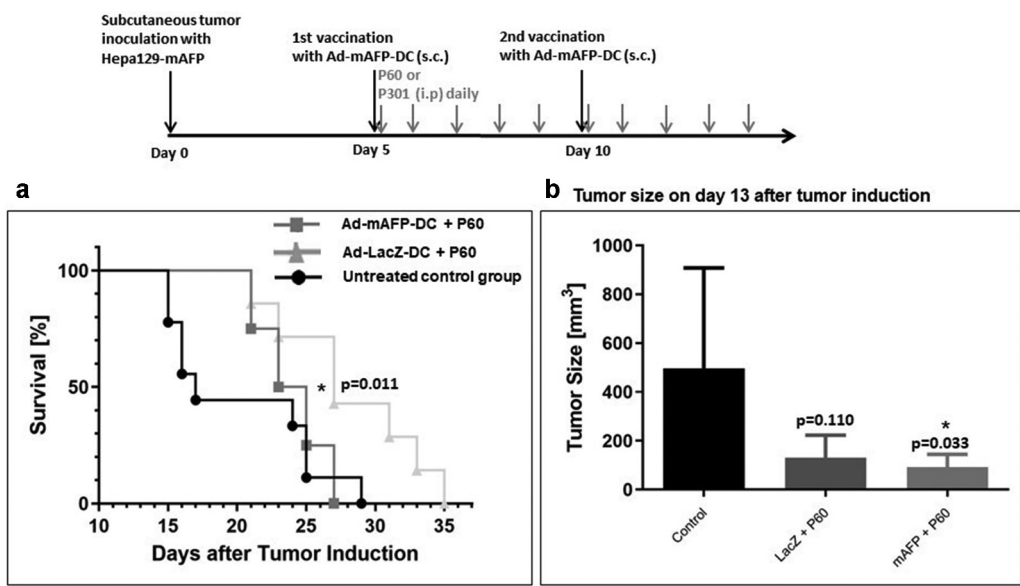 Subcutaneous tumor
inoculation with
Hepa129-mAFP
1st vaccination
with Ad-mAFP-DC (s.c.)
P60 or
P301 (i.p) daily
2nd vaccination
with Ad-mAFP-DC (s.c.)
Day 0
Day 5
Day 10
a
Ad-mAFP-DC + P60
Ad-LacZ-DC + P60
Untreated control group
Survival [%]
100
50
0
* p=0.011
10 15 20 25 30 35
Days after Tumor Induction
b Tumor size on day 13 after tumor induction
Tumor Size [mm³]
1000
800
600
400
200
0
p=0.110
*
p=0.033
Control
LacZ + P60
mAFP + P60